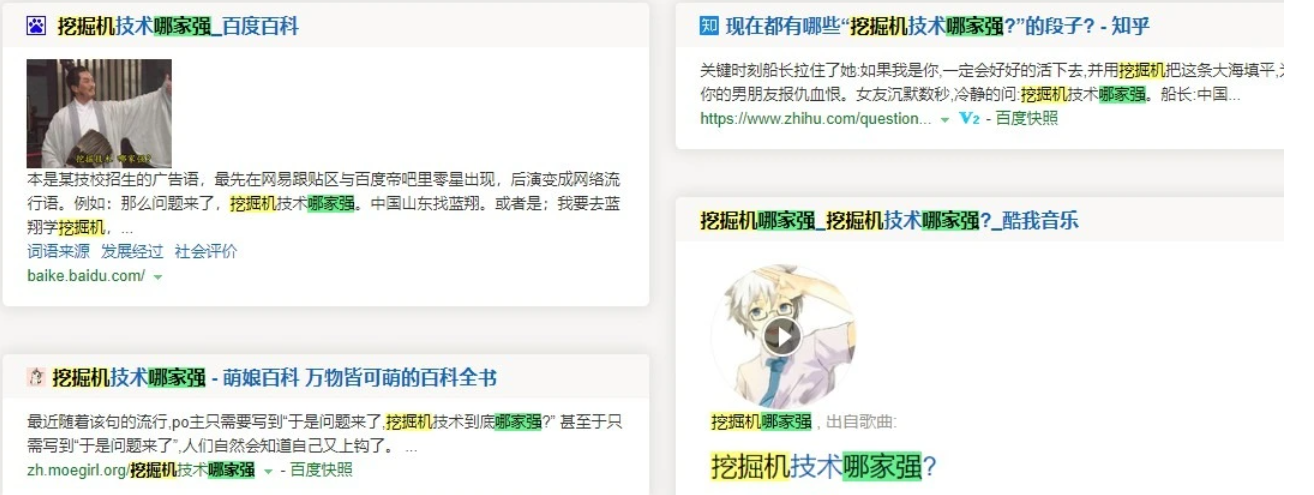 挖掘机技术哪家强_百度百科
挖掘机技术 哪家强?
本是某技校招生的广告语，最先在网易跟贴区与百度帝吧里零星出现，后演变成网络流
行语。例如：那么问题来了，挖掘机技术哪家强。中国山东找蓝翔。或者是；我要去蓝
翔学挖掘机，...
词语来源 发展经过 社会评价
baike.baidu.com/
挖掘机技术哪家强 - 萌娘百科 万物皆可萌的百科全书
最近随着该句的流行,po主只需要写到“于是问题来了,挖掘机技术到底哪家强?” 甚至于只
需写到“于是问题来了”,人们自然会知道自己又上钩了。 ...
zh.moegirl.org/挖掘机技术哪家强 - 百度快照
知 现在都有哪些“挖掘机技术哪家强?”的段子? - 知乎
关键时刻船长拉住了她:如果我是你,一定会好好的活下去,并用挖掘机把这条大海填平,
你的男朋友报仇血恨。女友沉默数秒,冷静的问:挖掘机技术哪家强。船长:中国...
https://www.zhihu.com/question... V2 - 百度快照
挖掘机哪家强_挖掘机技术哪家强?_酷我音乐
挖掘机哪家强 , 出自歌曲:
挖掘机技术哪家强?